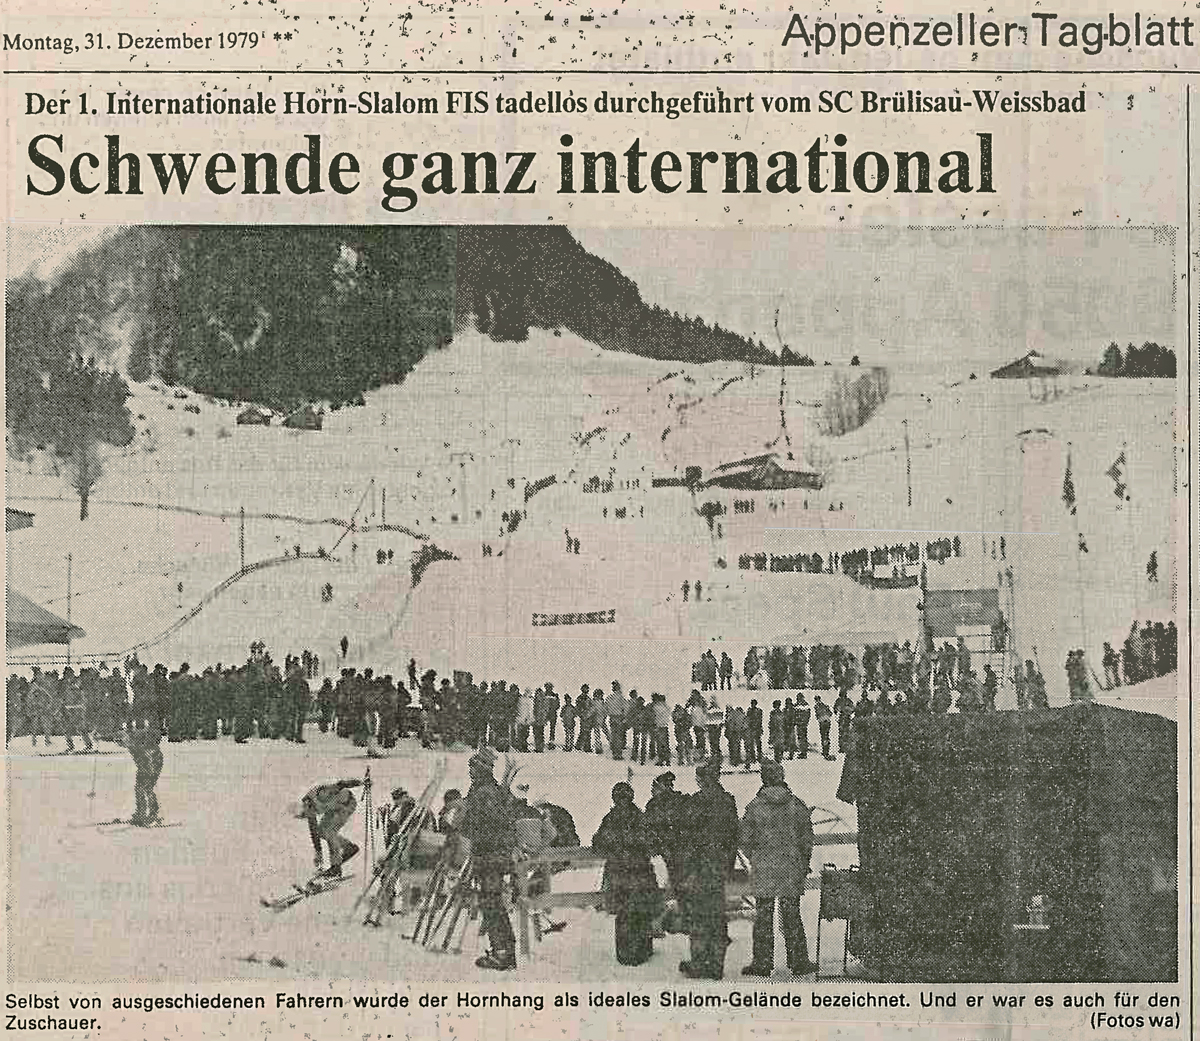 Montag, 31. Dezember 1979 **
Appenzeller Tagblatt
Der 1. Internationale Horn-Slalom FIS tadellos durchgeführt vom SC Brülisau-Weissbad
Schwende ganz international
Selbst von ausgeschiedenen Fahrern wurde der Hornhang als ideales Slalom-Gelände bezeichnet. Und er war es auch für den
Zuschauer. (Fotos wa)